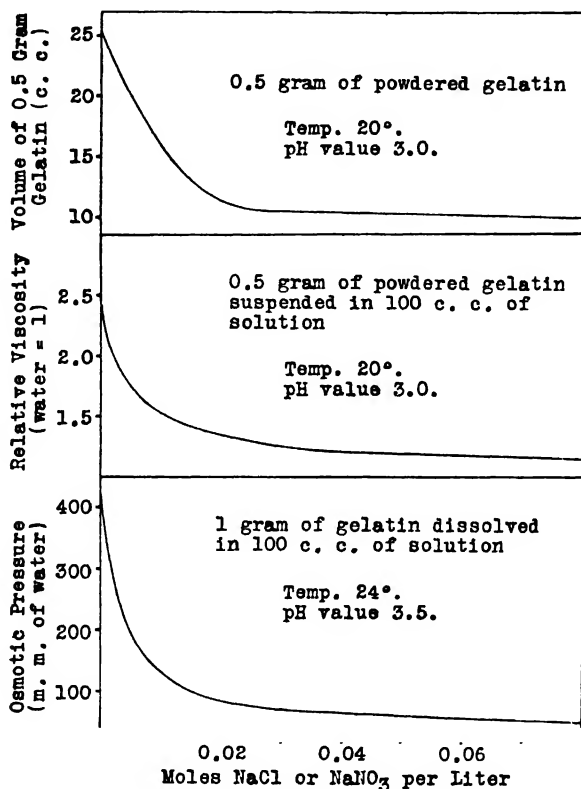 Volume of 0.5 Gram
Gelatin (c. c.)
25
20
15
10
0.5 gram of powdered gelatin
Temp. 20°.
pH value 3.0.
Relative Viscosity
(water = 1)
2.5
2.0
1.5
0.5 gram of powdered gelatin
suspended in 100 c. c. of
solution
Temp. 20°.
pH value 3.0.
Osmotic Pressure
(m. m. of water)
400
300
200
100
1 gram of gelatin dissolved
in 100 c. c. of solution
Temp. 24°.
pH value 3.5.
0.02 0.04 0.06
Moles NaCl or NaNO₃ per Liter